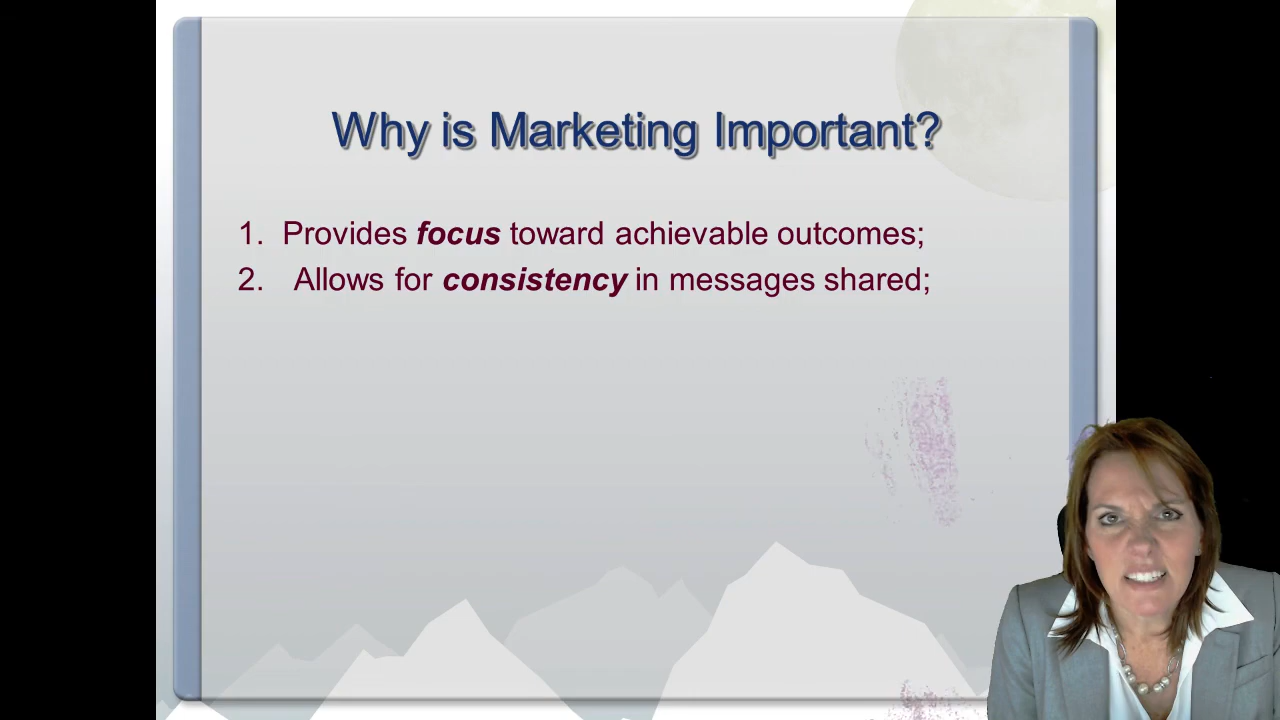 Why is Marketing Important?
1. Provides focus toward achievable outcomes;
2. Allows for consistency in messages shared;